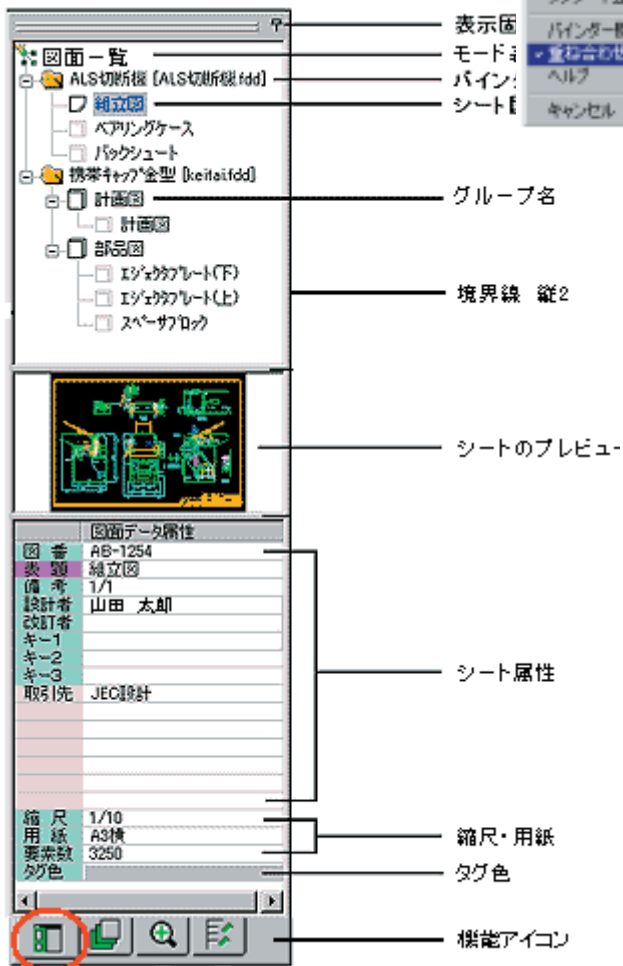 表示固
バインダー
モード
重ね合わせ
バイン
ヘルプ
シート
キャンセル
図面一覧
ALS切断機 [ALS切断機.fdd]
組立図
ベアリングケース
バックシュート
携帯キャップ金型 [keitai.fdd]
計画図
グループ名
計画図
部品図
エジェクタプレート(下)
エジェクタプレート(上)
境界線 縦2
スペーサブロック
シートのプレビュー
図面データ属性
図 番 AB-1254
表 題 組立図
備 考 1/1
設計者 山田 太郎
改訂者
キー1
キー2
キー3
シート属性
取引先 JEC設計
縮 尺 1/10
用 紙 A3横
縮尺・用紙
要素数 3250
タグ色
タグ色
機能アイコン